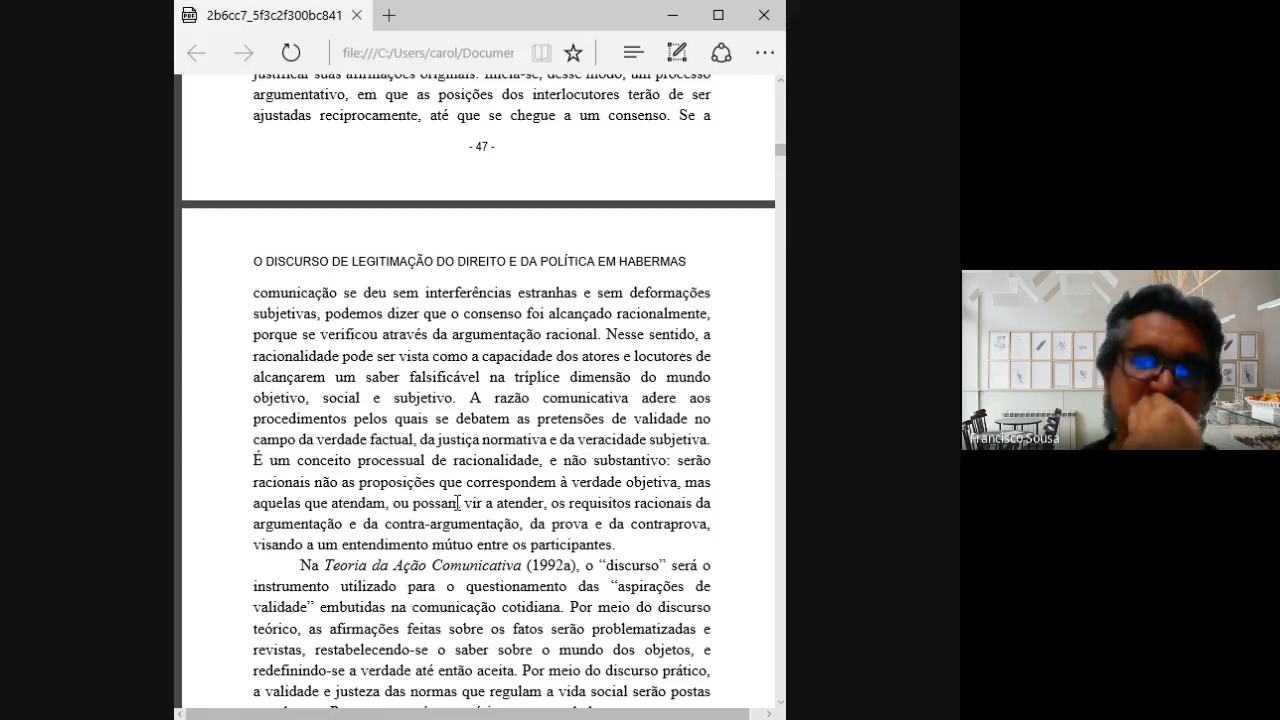 2b6cc7_5f3c2f300bc841
file:///C:/Users/carol/Documer
justificar suas afirmações originais. Inicia-se, desse modo, um processo
argumentativo, em que as posições dos interlocutores terão de ser
ajustadas reciprocamente, até que se chegue a um consenso. Se a
- 47 -
O DISCURSO DE LEGITIMAÇÃO DO DIREITO E DA POLÍTICA EM HABERMAS
comunicação se deu sem interferências estranhas e sem deformações
subjetivas, podemos dizer que o consenso foi alcançado racionalmente,
porque se verificou através da argumentação racional. Nesse sentido, a
racionalidade pode ser vista como a capacidade dos atores e locutores de
alcançarem um saber falsificável na tríplice dimensão do mundo
objetivo, social e subjetivo. A razão comunicativa adere aos
procedimentos pelos quais se debatem as pretensões de validade no
campo da verdade factual, da justiça normativa e da veracidade subjetiva.
É um conceito processual de racionalidade, e não substantivo: serão
racionais não as proposições que correspondem à verdade objetiva, mas
aquelas que atendam, ou possam vir a atender, os requisitos racionais da
argumentação e da contra-argumentação, da prova e da contraprova,
visando a um entendimento mútuo entre os participantes.
Na Teoria da Ação Comunicativa (1992a), o “discurso” será o
instrumento utilizado para o questionamento das “aspirações de
validade” embutidas na comunicação cotidiana. Por meio do discurso
teórico, as afirmações feitas sobre os fatos serão problematizadas e
revistas, restabelecendo-se o saber sobre o mundo dos objetos, e
redefinindo-se a verdade até então aceita. Por meio do discurso prático,
a validade e justeza das normas que regulam a vida social serão postas
Francisco Sousa